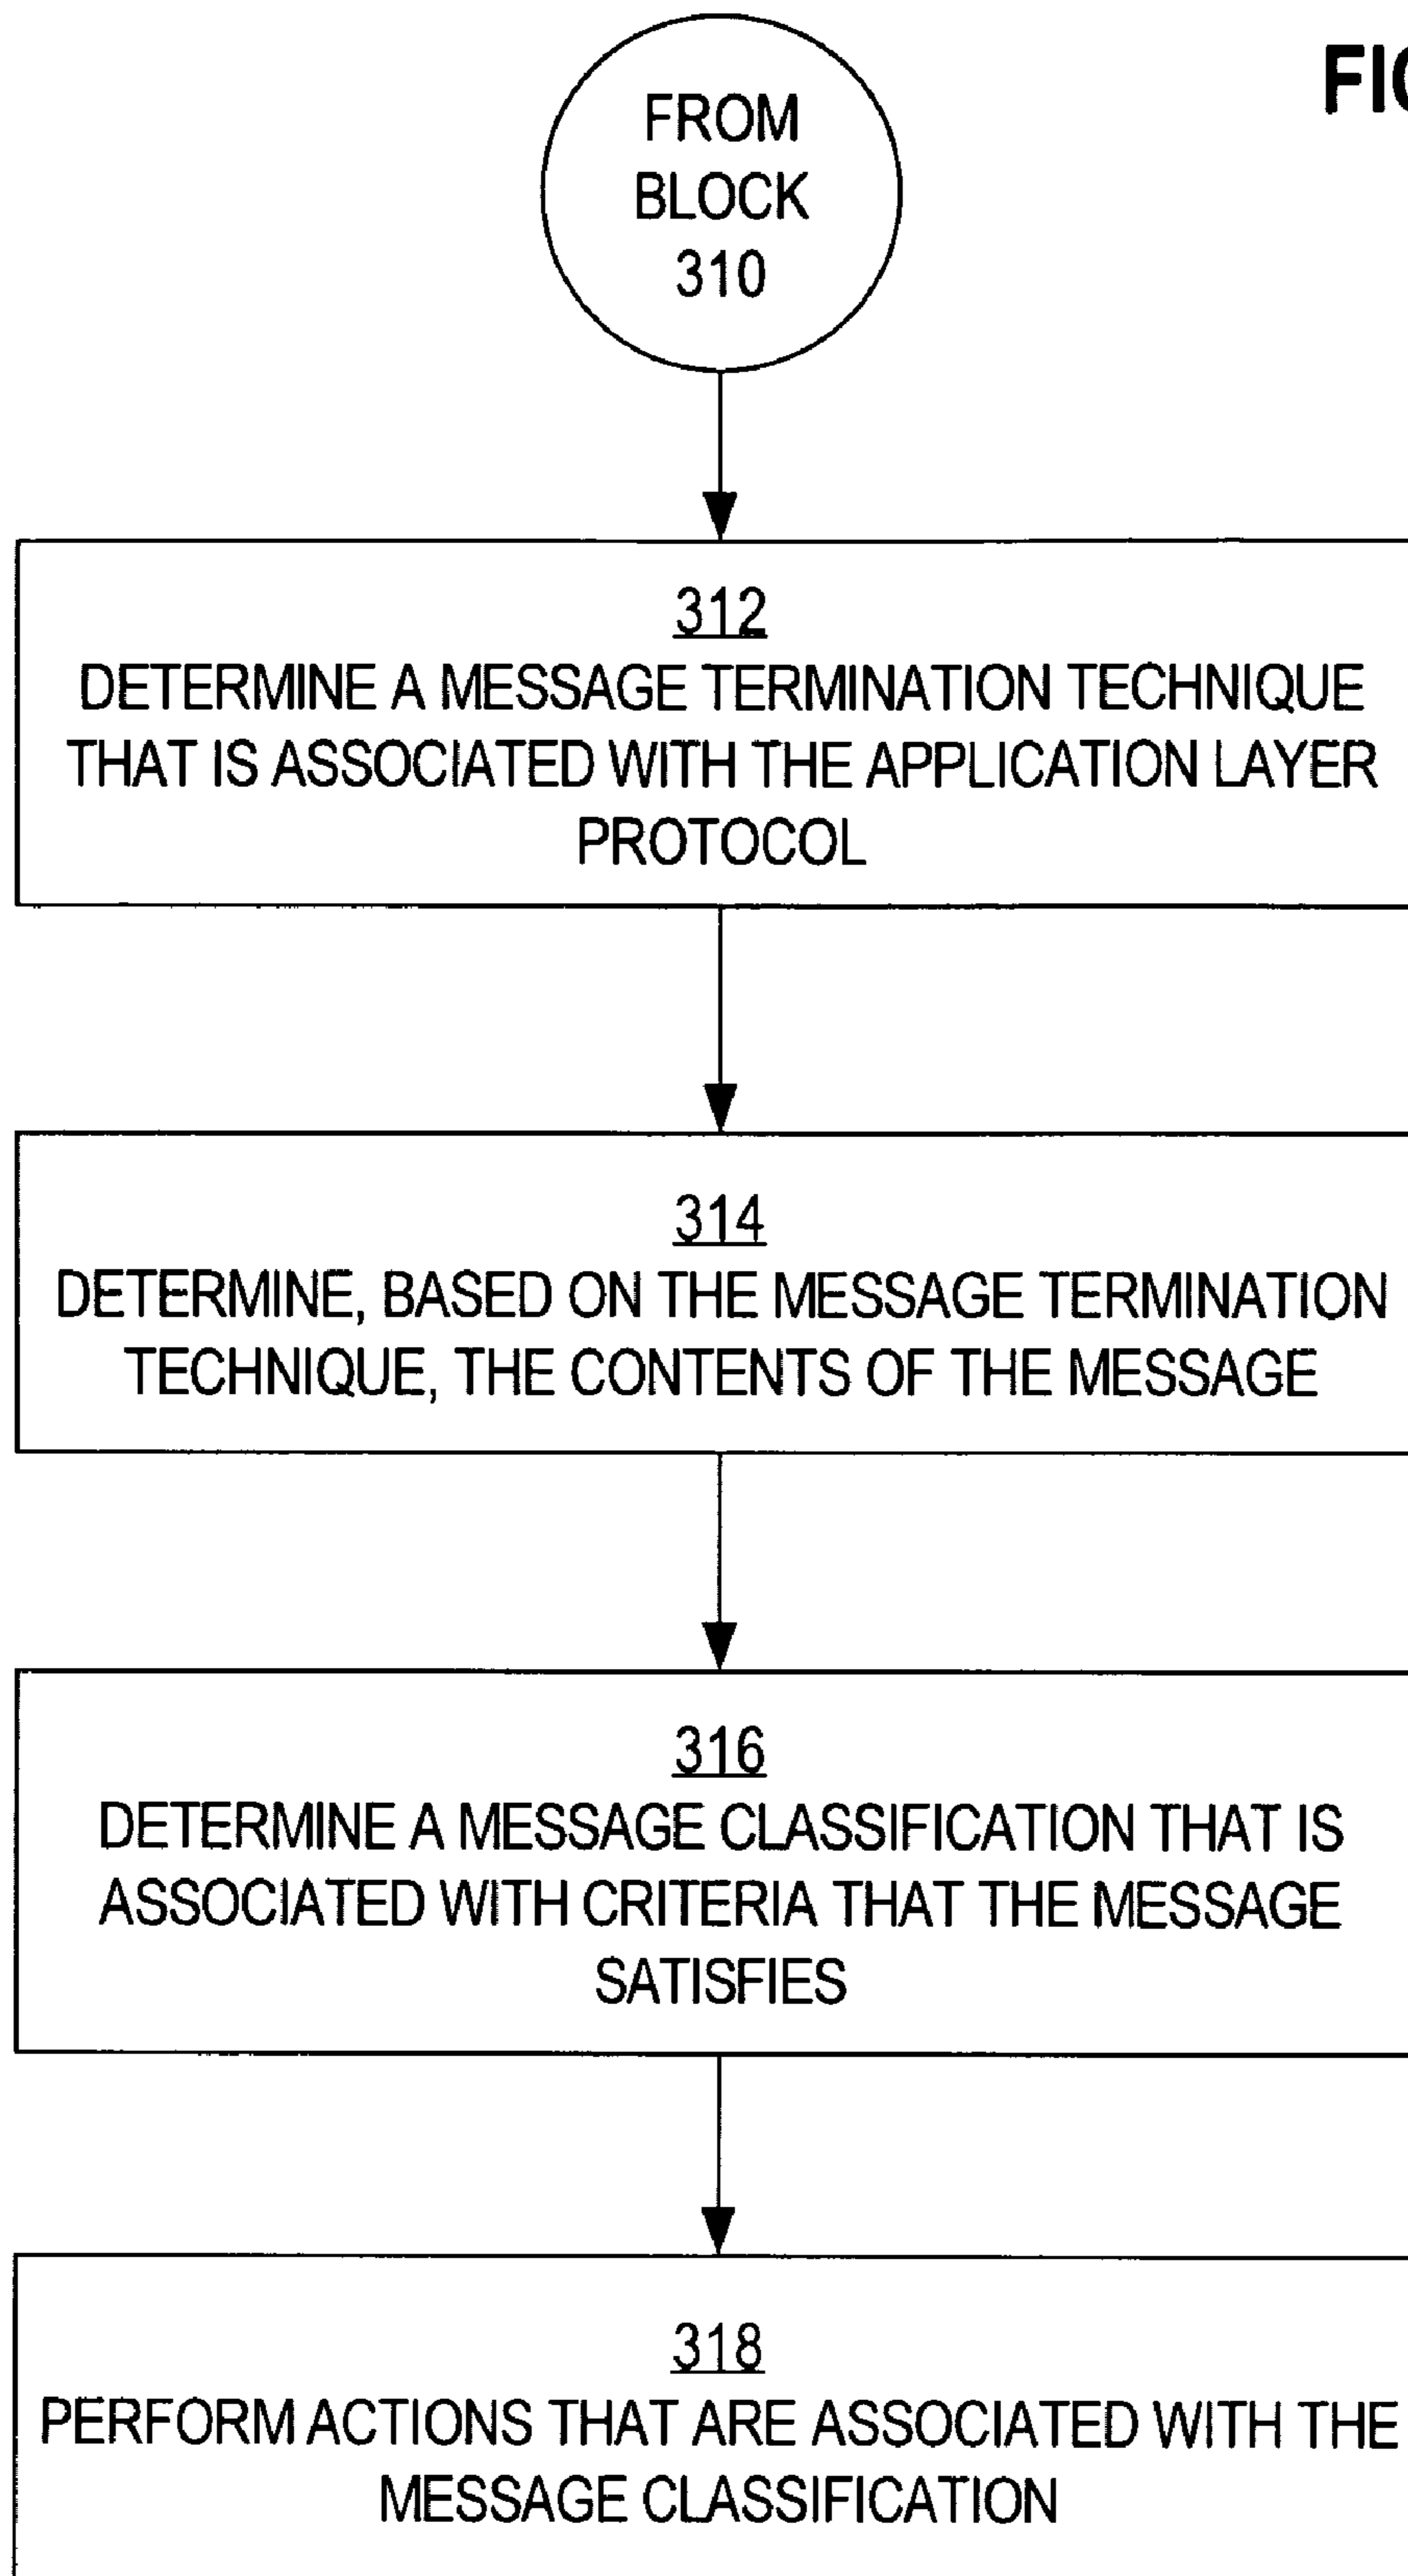 FROM
BLOCK
310
312
DETERMINE A MESSAGE TERMINATION TECHNIQUE
THAT IS ASSOCIATED WITH THE APPLICATION LAYER
PROTOCOL
314
DETERMINE, BASED ON THE MESSAGE TERMINATION
TECHNIQUE, THE CONTENTS OF THE MESSAGE
316
DETERMINE A MESSAGE CLASSIFICATION THAT IS
ASSOCIATED WITH CRITERIA THAT THE MESSAGE
SATISFIES
318
PERFORM ACTIONS THAT ARE ASSOCIATED WITH THE
MESSAGE CLASSIFICATION